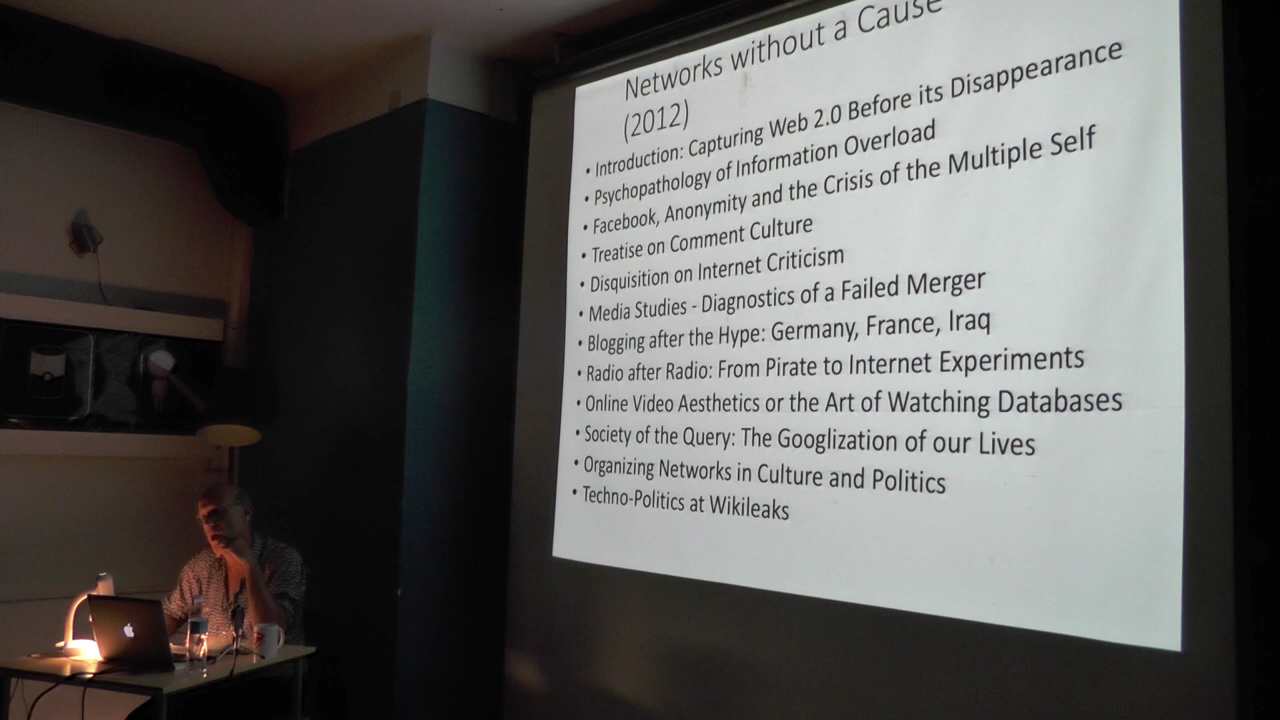 Networks without a Cause
(2012)
• Introduction: Capturing Web 2.0 Before its Disappearance
• Psychopathology of Information Overload
• Facebook, Anonymity and the Crisis of the Multiple Self
• Treatise on Comment Culture
• Disquisition on Internet Criticism
• Media Studies - Diagnostics of a Failed Merger
• Blogging after the Hype: Germany, France, Iraq
• Radio after Radio: From Pirate to Internet Experiments
• Online Video Aesthetics or the Art of Watching Databases
• Society of the Query: The Googlization of our Lives
• Organizing Networks in Culture and Politics
• Techno-Politics at Wikileaks